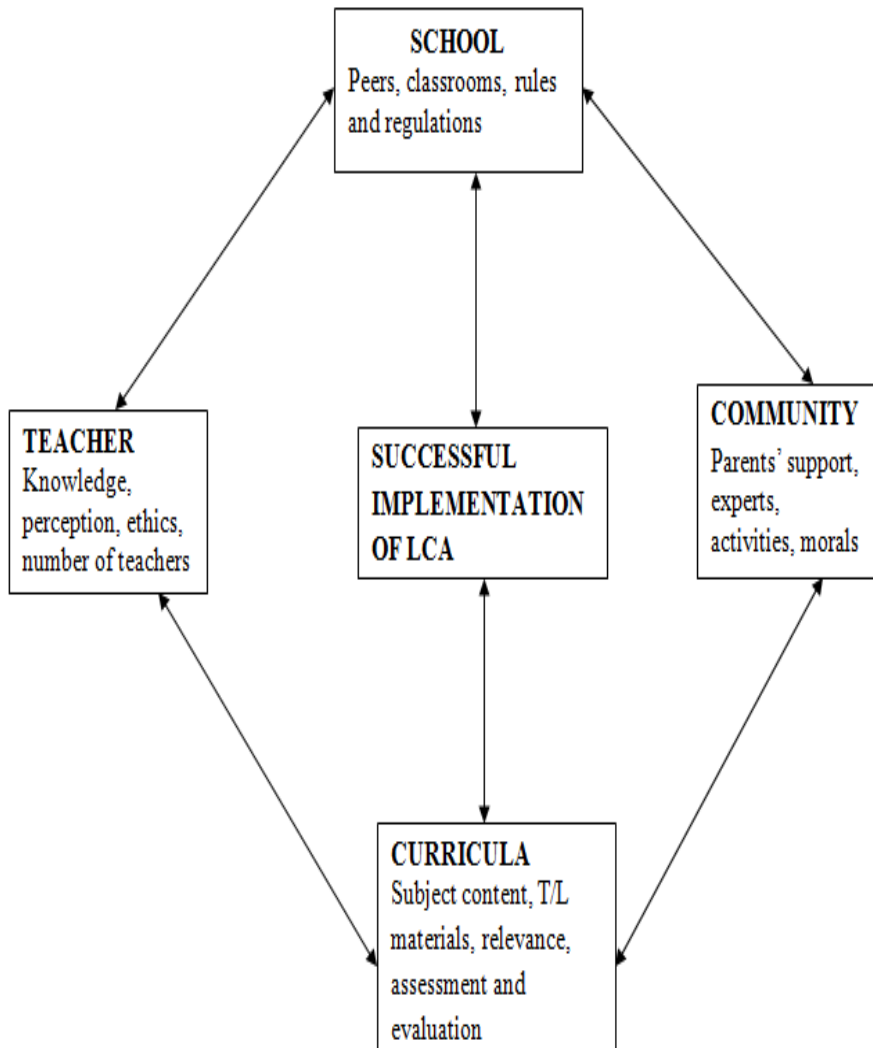 SCHOOL
Peers, classrooms, rules
and regulations
TEACHER
Knowledge,
perception, ethics,
number of teachers
SUCCESSFUL
IMPLEMENTATION
OF LCA
COMMUNITY
Parents’ support,
experts,
activities, morals
CURRICULA
Subject content, T/L
materials, relevance,
assessment and
evaluation